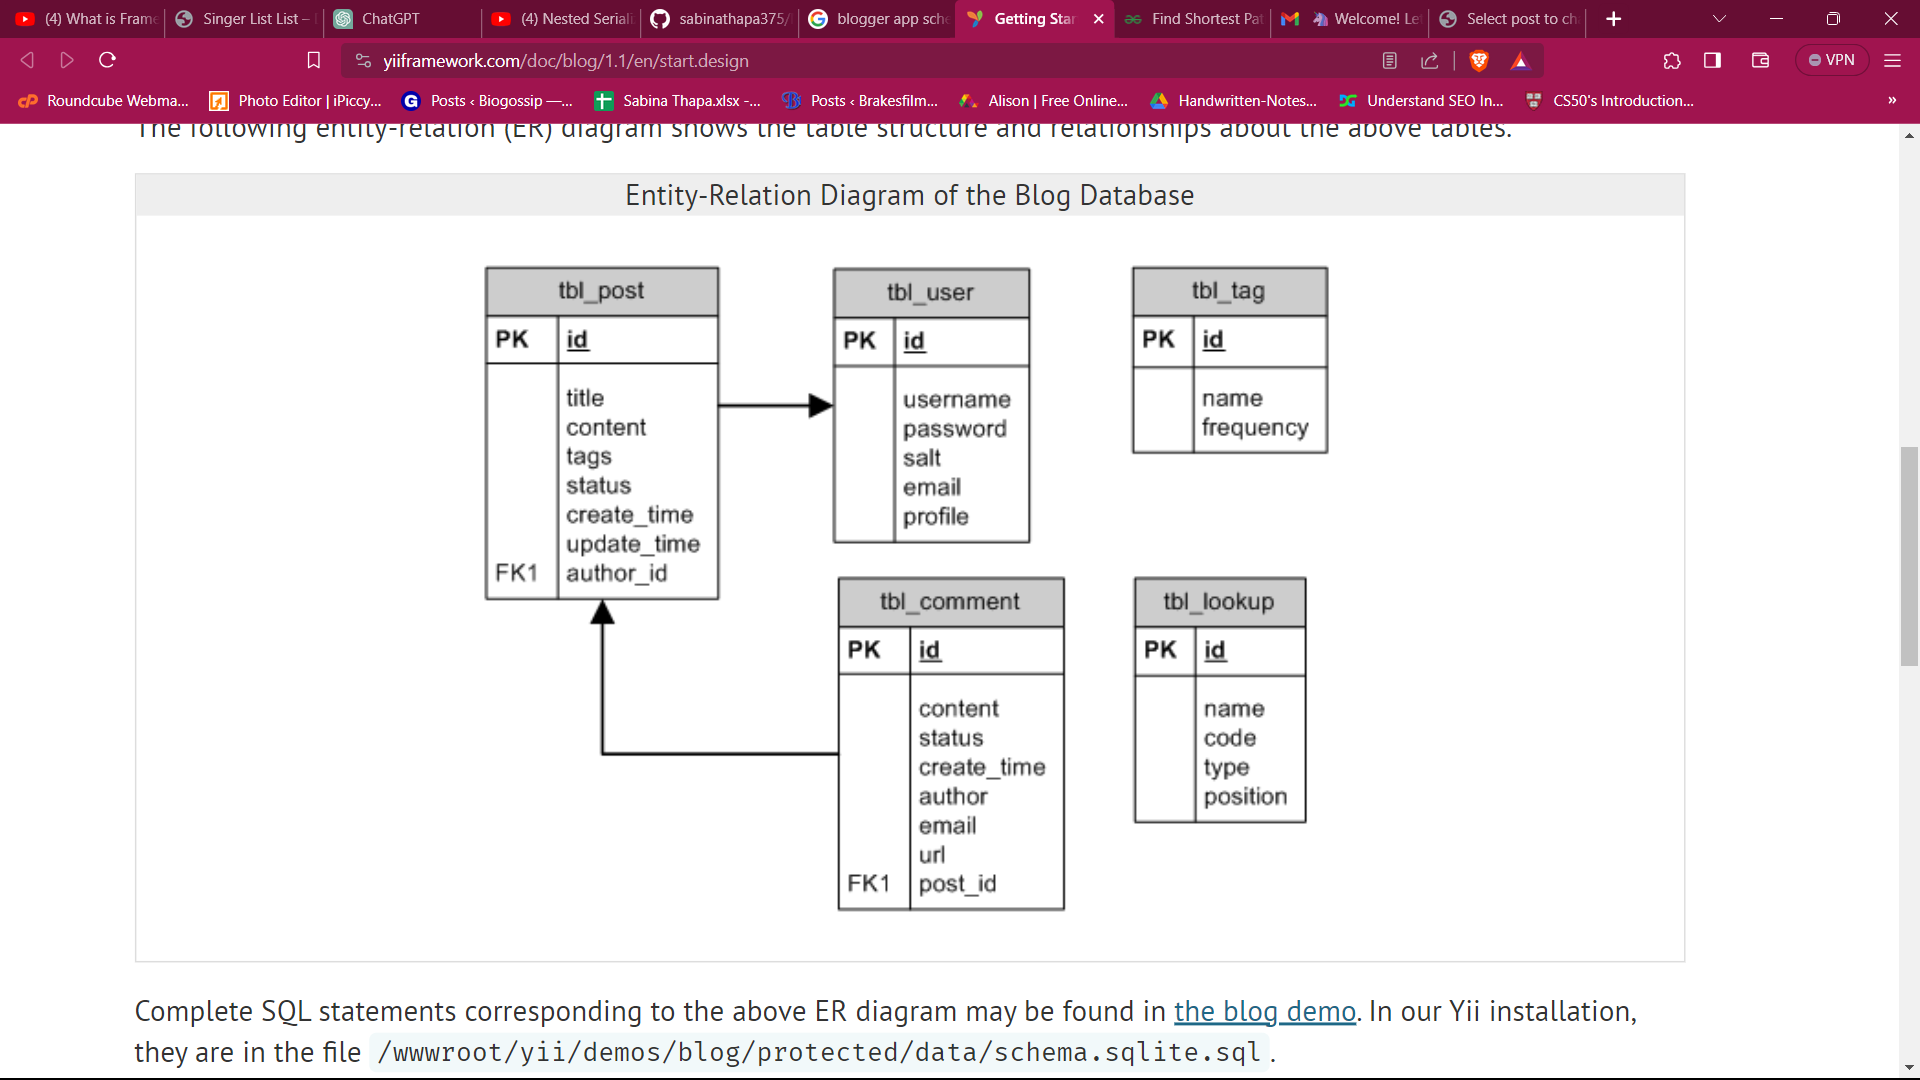 (4) What is Frame
Singer List List –
ChatGPT
(4) Nested Seriali
sabinathapa375/
blogger app sche
Getting Star
Find Shortest Pat
Welcome! Le
Select post to ch
yiiframework.com/doc/blog/1.1/en/start.design
VPN
Roundcube Webma...
Photo Editor | iPiccy...
Posts ‹ Biogossip —...
Sabina Thapa.xlsx -...
Posts ‹ Brakesfilm...
Alison | Free Online...
Handwritten-Notes...
Understand SEO In...
CS50's Introduction...
»
The following entity-relation (ER) diagram shows the table structure and relationships about the above tables.
Entity-Relation Diagram of the Blog Database
tbl_post
PK id
title
content
tags
status
create_time
update_time
FK1 author_id
tbl_user
PK id
username
password
salt
email
profile
tbl_tag
PK id
name
frequency
tbl_comment
PK id
content
status
create_time
author
email
url
FK1 post_id
tbl_lookup
PK id
name
code
type
position
Complete SQL statements corresponding to the above ER diagram may be found in the blog demo. In our Yii installation,
they are in the file /wwwroot/yii/demos/blog/protected/data/schema.sqlite.sql.